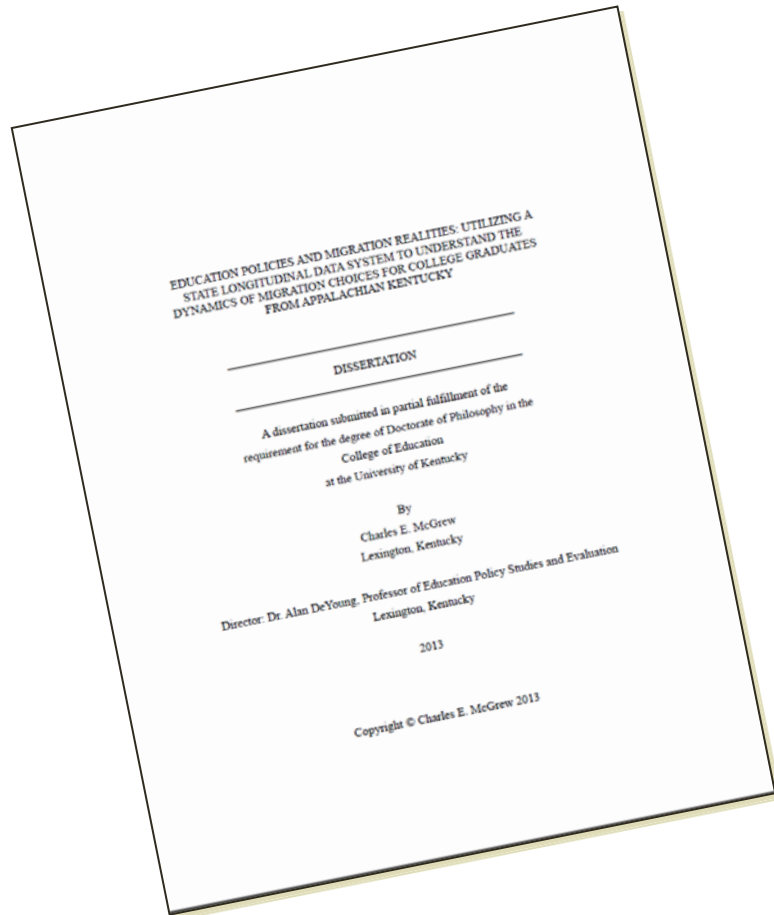 EDUCATION POLICIES AND MIGRATION REALITIES: UTILIZING A
STATE LONGITUDINAL DATA SYSTEM TO UNDERSTAND THE
DYNAMICS OF MIGRATION CHOICES FOR COLLEGE GRADUATES
FROM APPALACHIAN KENTUCKY
DISSERTATION
A dissertation submitted in partial fulfillment of the
requirement for the degree of Doctorate of Philosophy in the
College of Education
at the University of Kentucky
By
Charles E. McGrew
Lexington, Kentucky
Director: Dr. Alan DeYoung, Professor of Education Policy Studies and Evaluation
Lexington, Kentucky
2013
Copyright © Charles E. McGrew 2013